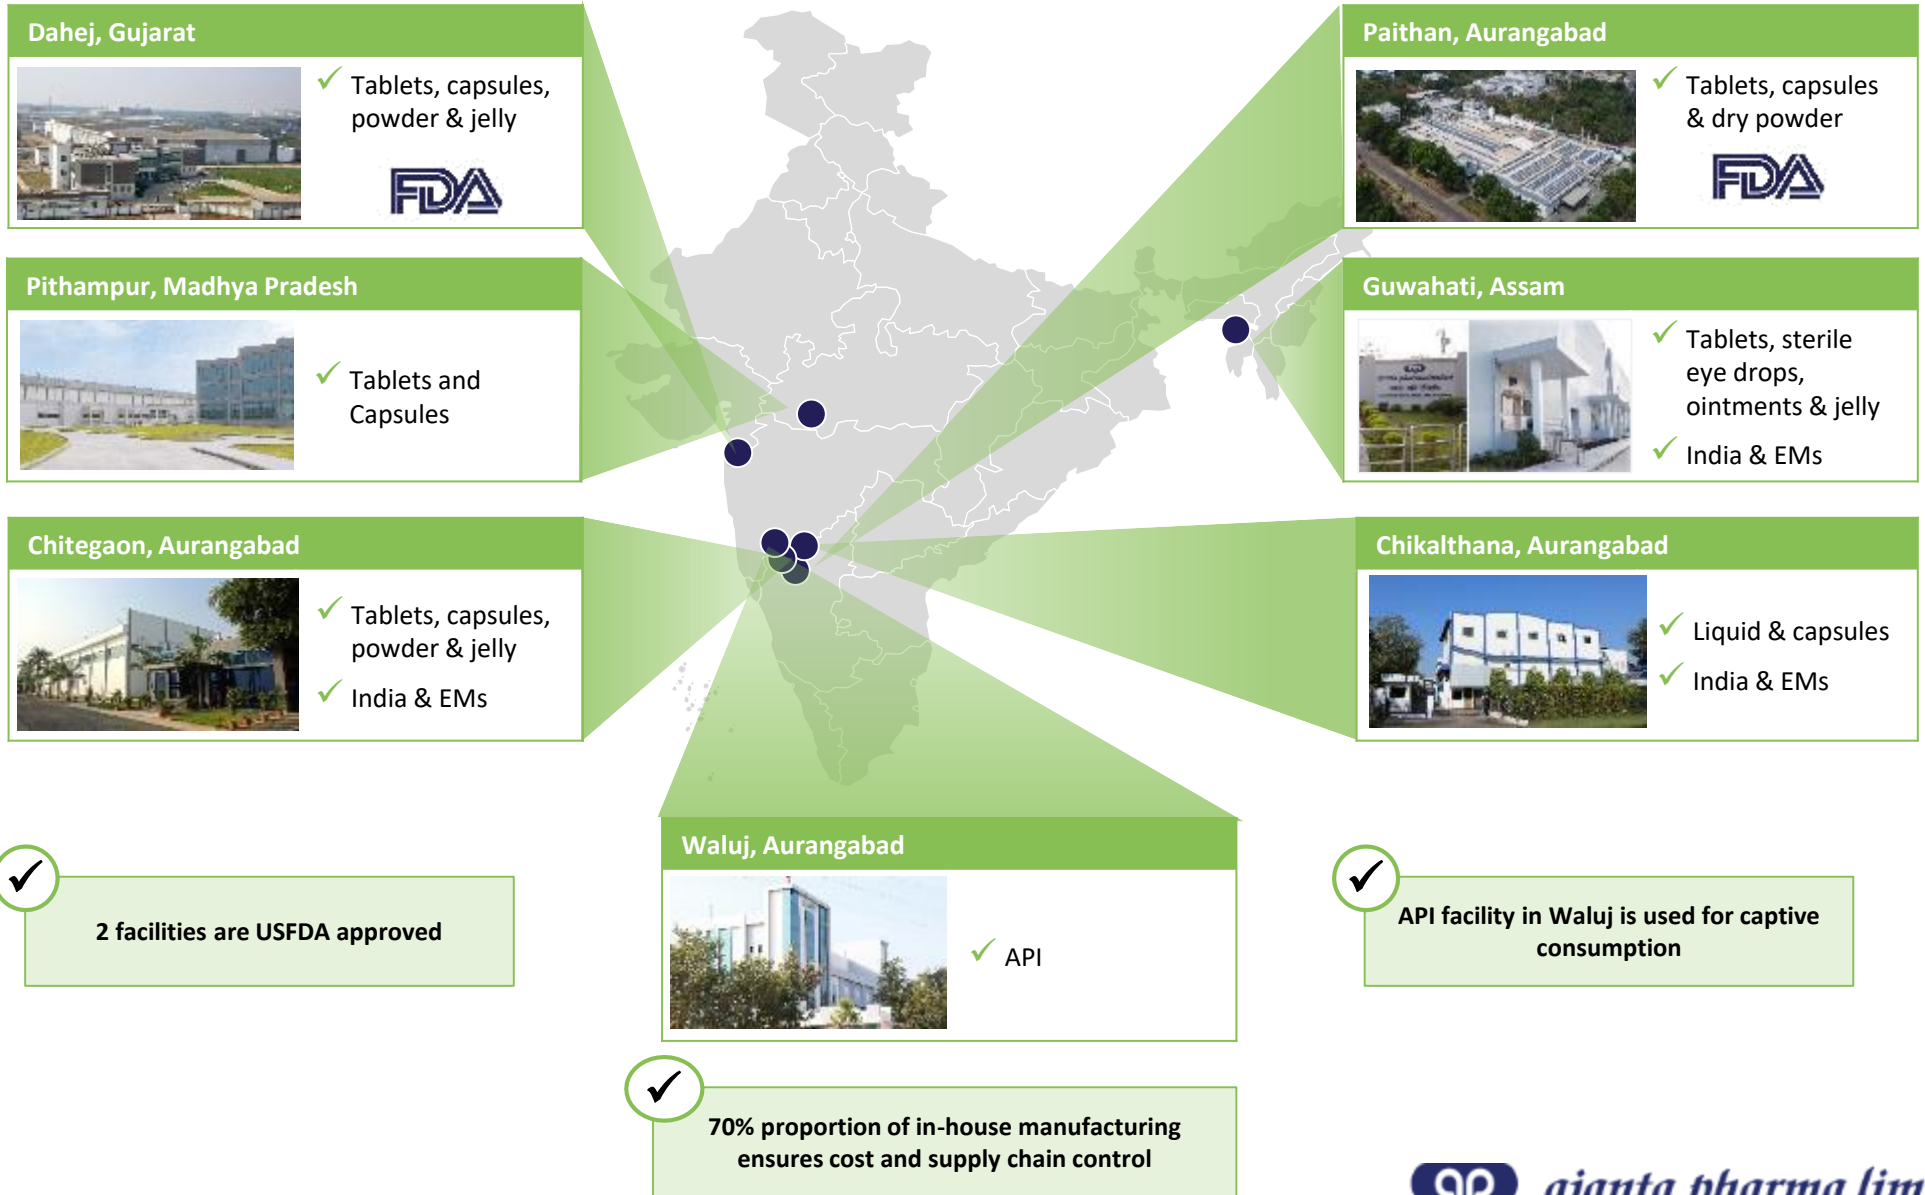 Dahej, Gujarat
Tablets, capsules,
powder & jelly
FDA
Pithampur, Madhya Pradesh
Tablets and
Capsules
Chitegaon, Aurangabad
Tablets, capsules,
powder & jelly
India & EMs
Paithan, Aurangabad
Tablets, capsules
& dry powder
FDA
Guwahati, Assam
Tablets, sterile
eye drops,
ointments & jelly
India & EMs
Chikalthana, Aurangabad
Liquid & capsules
India & EMs
Waluj, Aurangabad
API
2 facilities are USFDA approved
API facility in Waluj is used for captive
consumption
70% proportion of in-house manufacturing
ensures cost and supply chain control
ajanta pharma lim